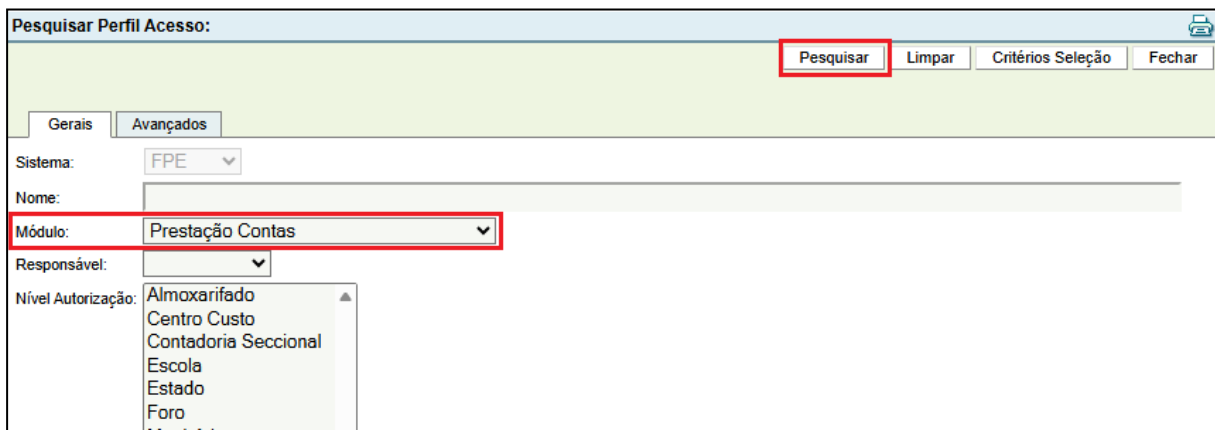 Pesquisar Perfil Acesso:
Pesquisar Limpar Critérios Seleção Fechar
Gerais Avançados
Sistema: FPE
Nome:
Módulo: Prestação Contas
Responsável:
Nível Autorização: Almoxarifado
Centro Custo
Contadoria Seccional
Escola
Estado
Foro